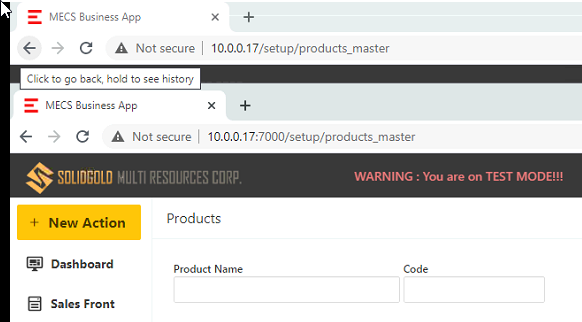 MECS Business App
Not secure 10.0.0.17/setup/products_master
Click to go back, hold to see history
MECS Business App
Not secure 10.0.0.17:7000/setup/products_master
SOLIDGOLD MULTI RESOURCES CORP. WARNING : You are on TEST MODE!!!
+ New Action Products
Dashboard
Product Name Code
Sales Front